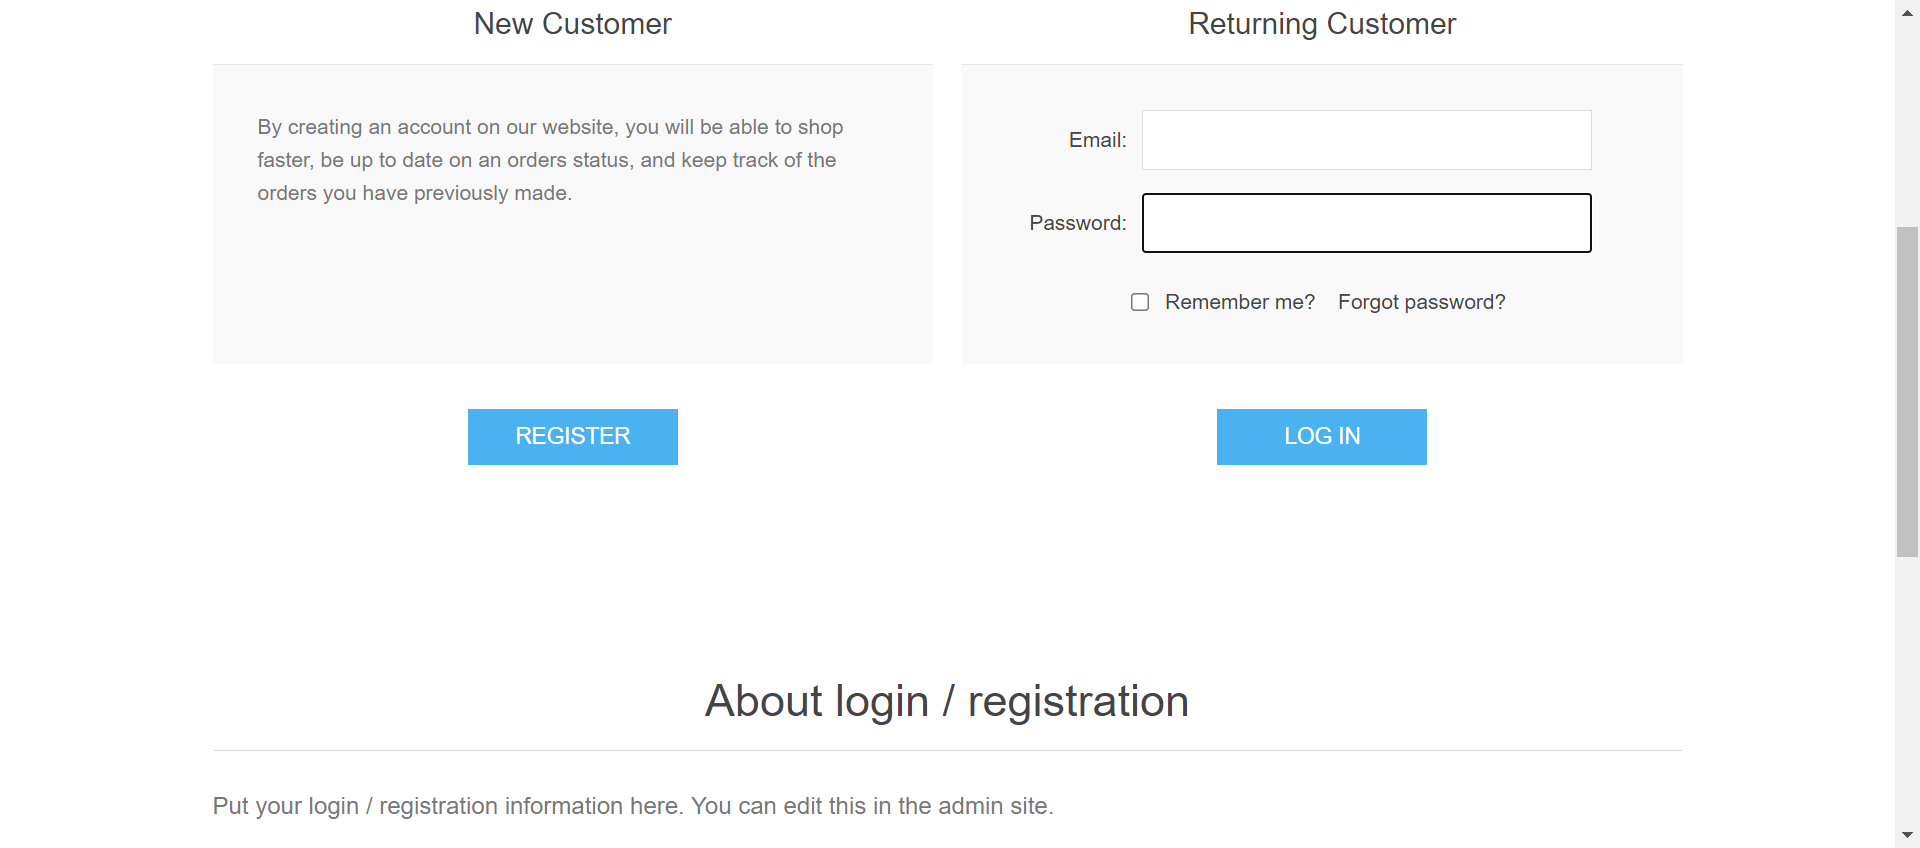 New Customer
By creating an account on our website, you will be able to shop
faster, be up to date on an orders status, and keep track of the
orders you have previously made.
REGISTER
Returning Customer
Email:
Password:
Remember me? Forgot password?
LOG IN
About login / registration
Put your login / registration information here. You can edit this in the admin site.